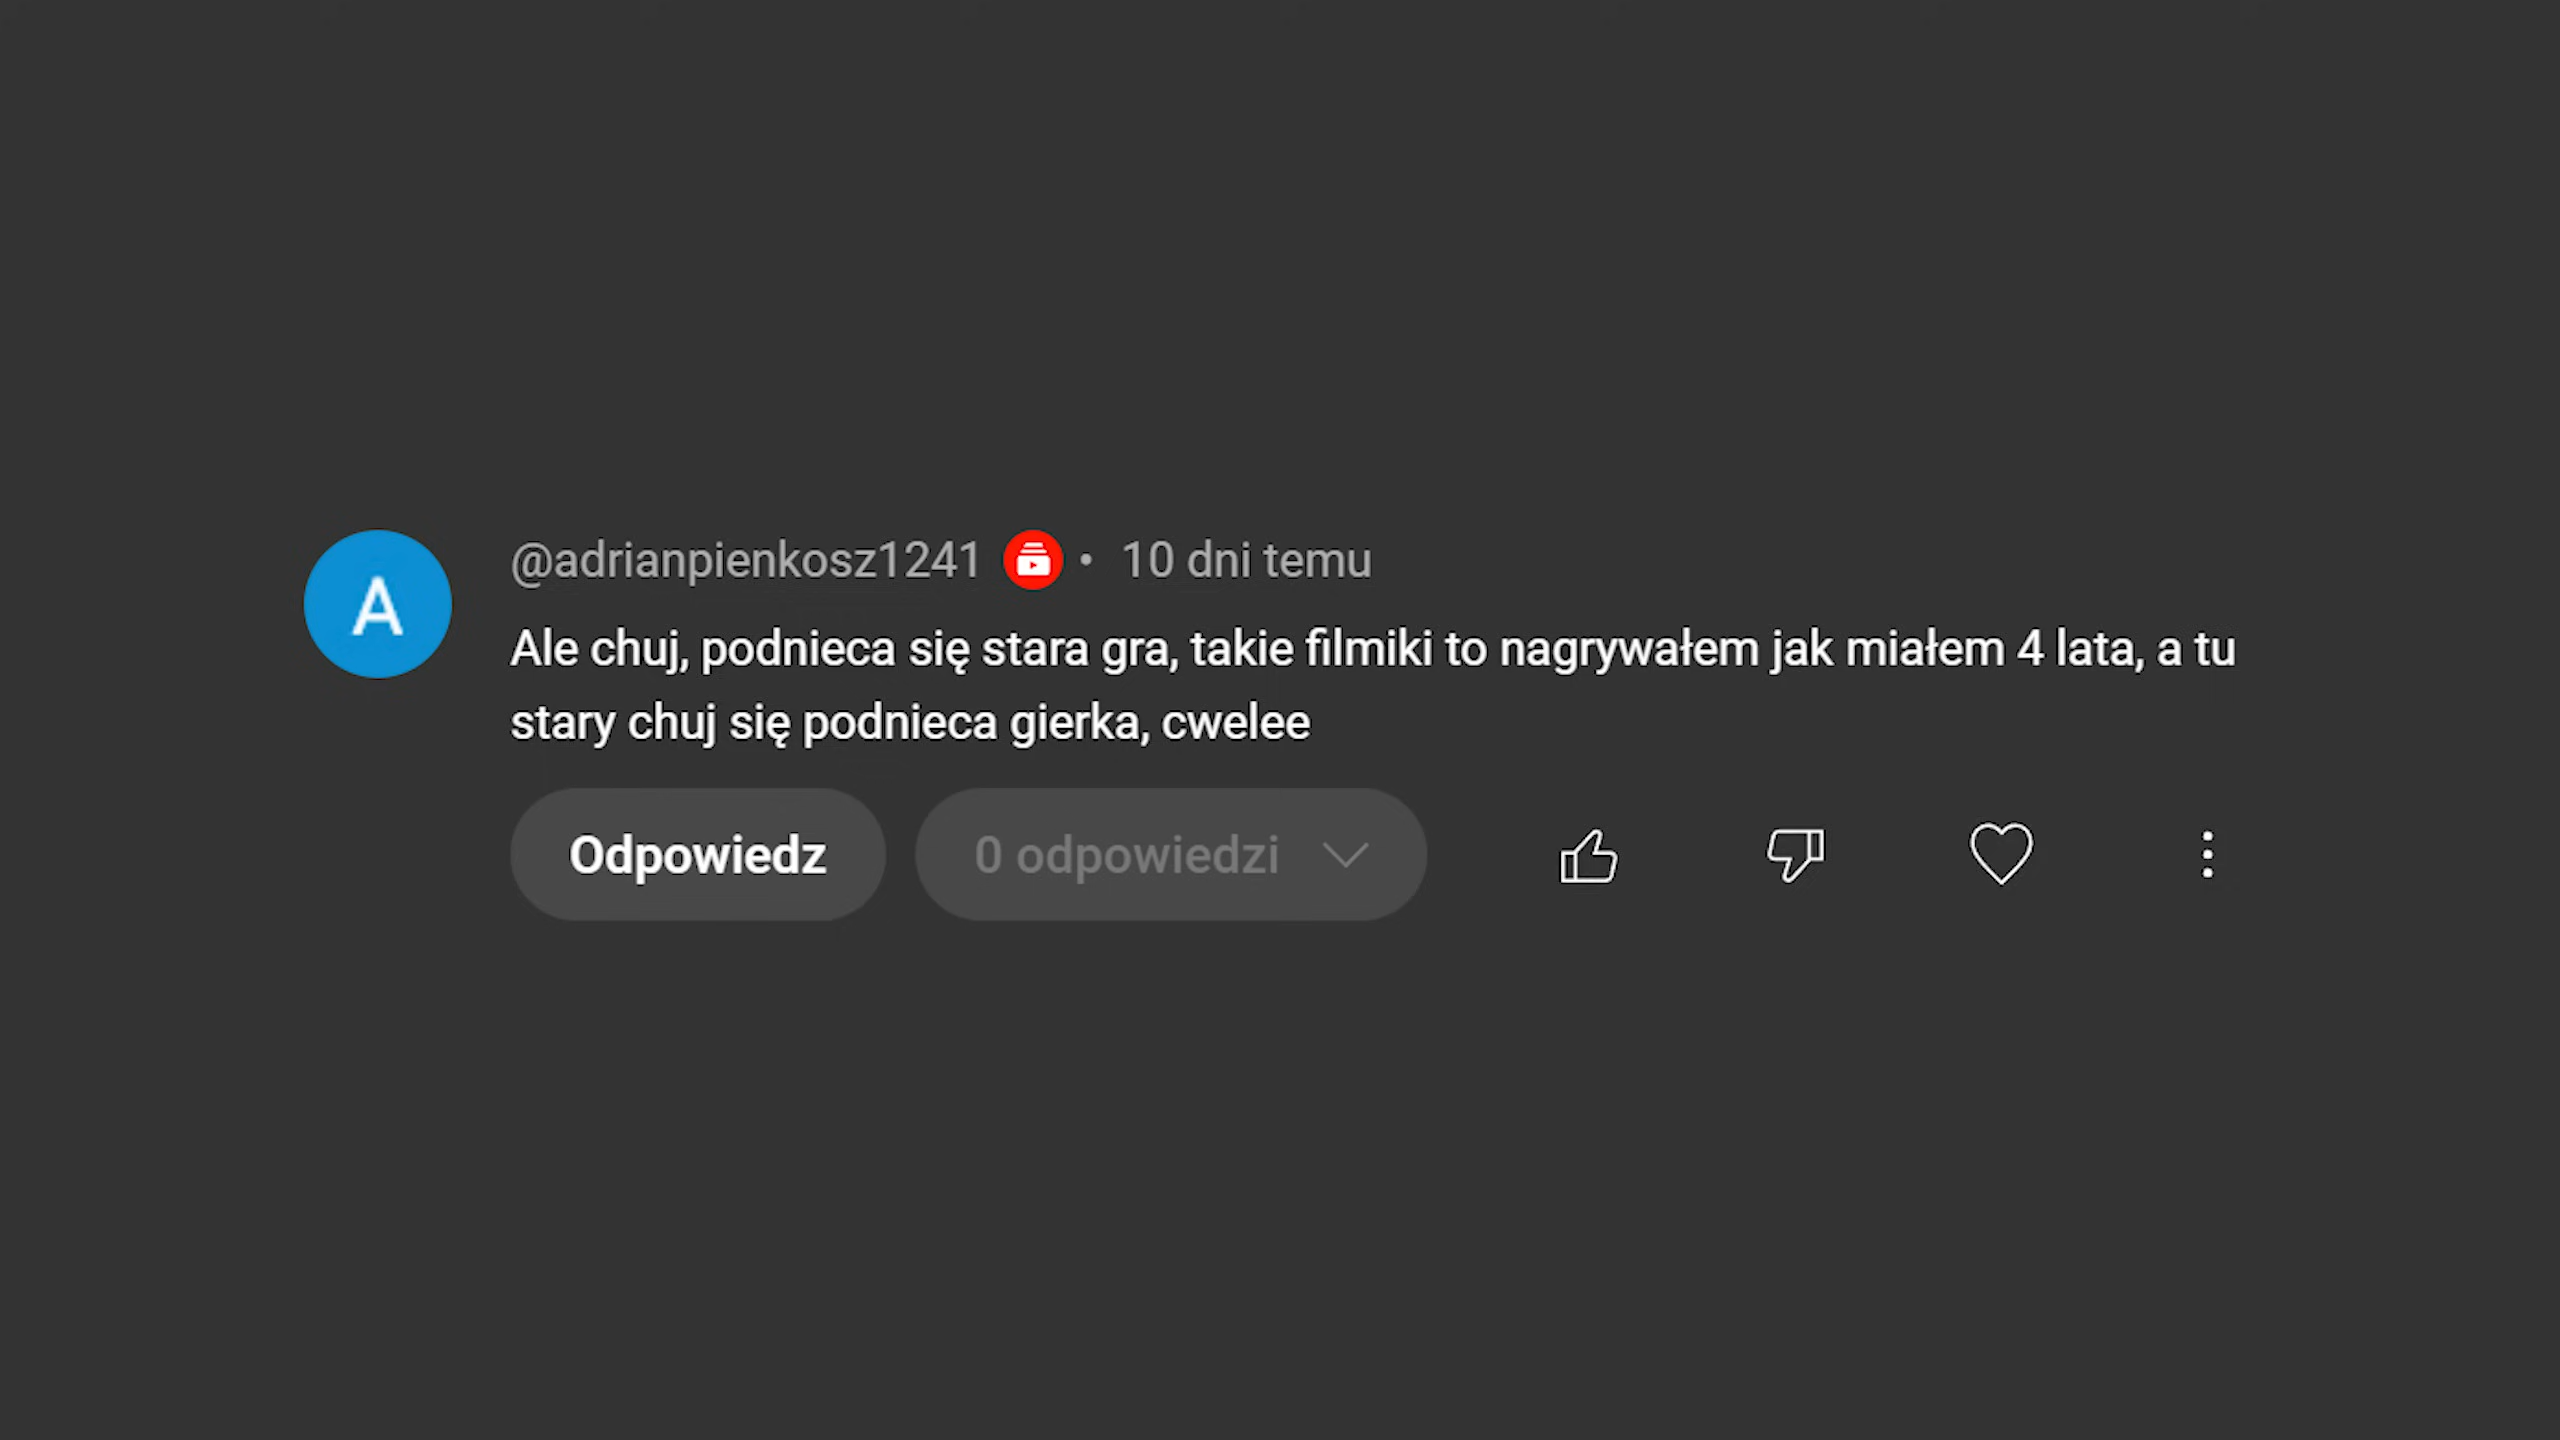 A
@adrianpienkosz1241 • 10 dni temu
Ale chuj, podnieca się stara gra, takie filmiki to nagrywałem jak miałem 4 lata, a tu
stary chuj się podnieca gierka, cwelee
Odpowiedz 0 odpowiedzi